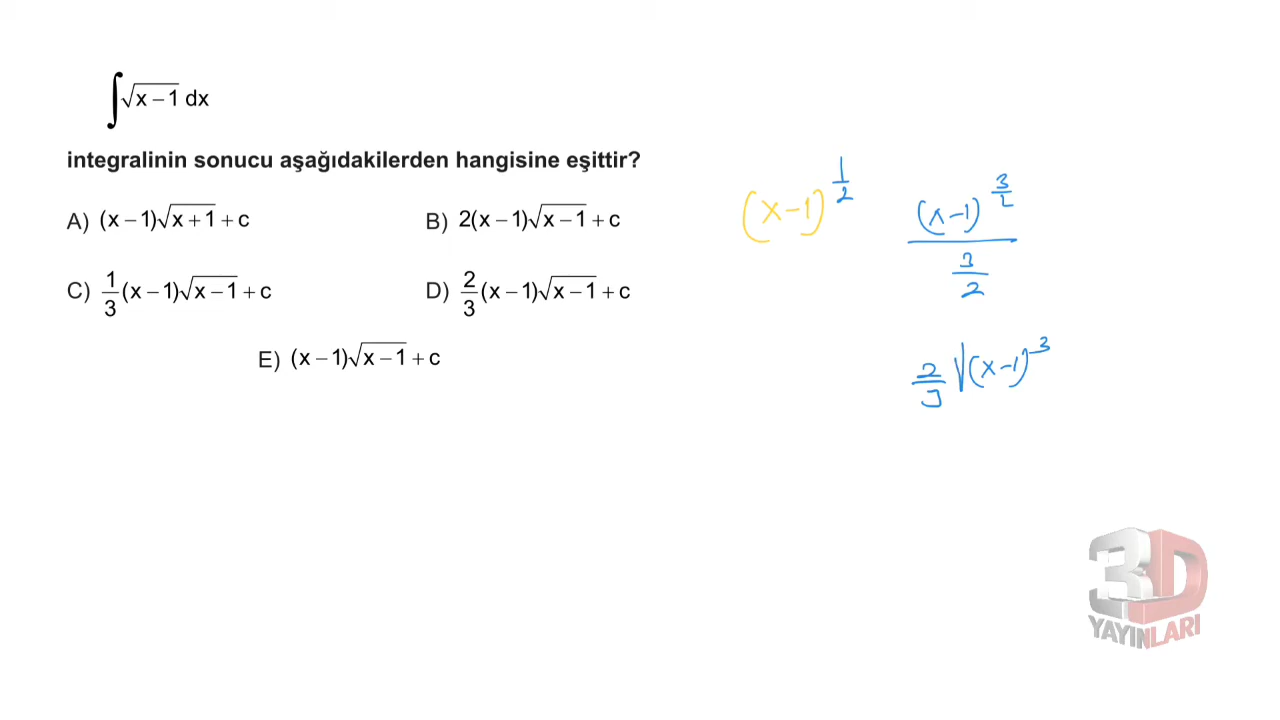 ∫√(x – 1) dx
integralinin sonucu aşağıdakilerden hangisine eşittir?
A) (x – 1)√(x + 1) + c
B) 2(x – 1)√(x – 1) + c
C) 1/3 (x – 1)√(x – 1) + c
D) 2/3 (x – 1)√(x – 1) + c
E) (x – 1)√(x – 1) + c
(x-1)^(1/2)
(x-1)^(3/2) / (3/2)
2/3 √(x-1)^3
3D
YAYINLARI